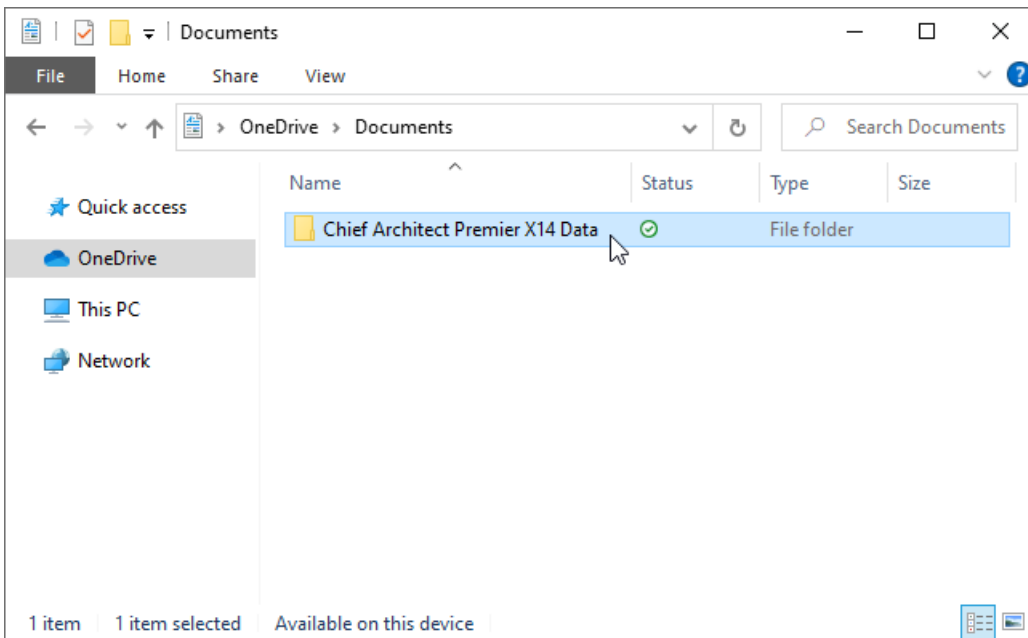 Documents
File Home Share View ?
OneDrive > Documents Search Documents
Name Status Type Size
Quick access
Chief Architect Premier X14 Data File folder
OneDrive
This PC
Network
1 item 1 item selected Available on this device